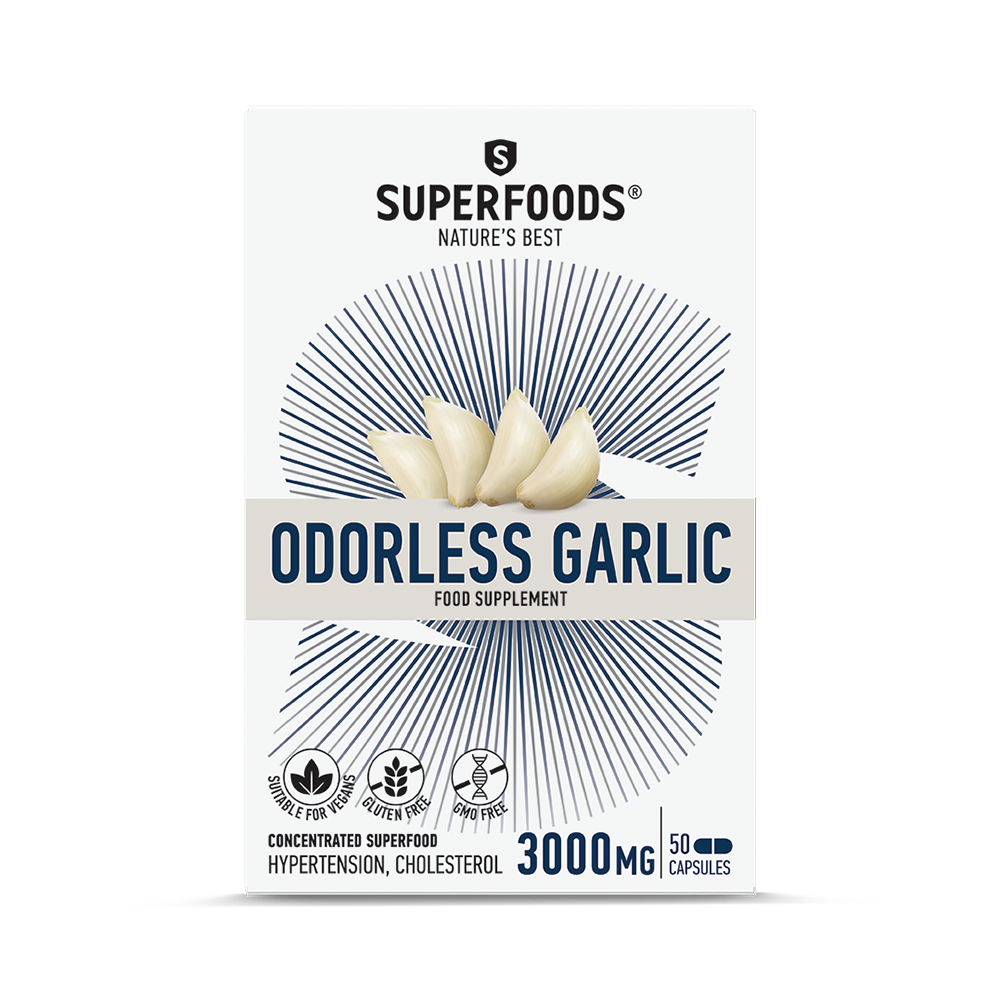 S
SUPERFOODS®
NATURE'S BEST
ODORLESS GARLIC
FOOD SUPPLEMENT
SUITABLE FOR VEGANS
GLUTEN FREE
GMO FREE
CONCENTRATED SUPERFOOD
HYPERTENSION, CHOLESTEROL
3000MG
50
CAPSULES